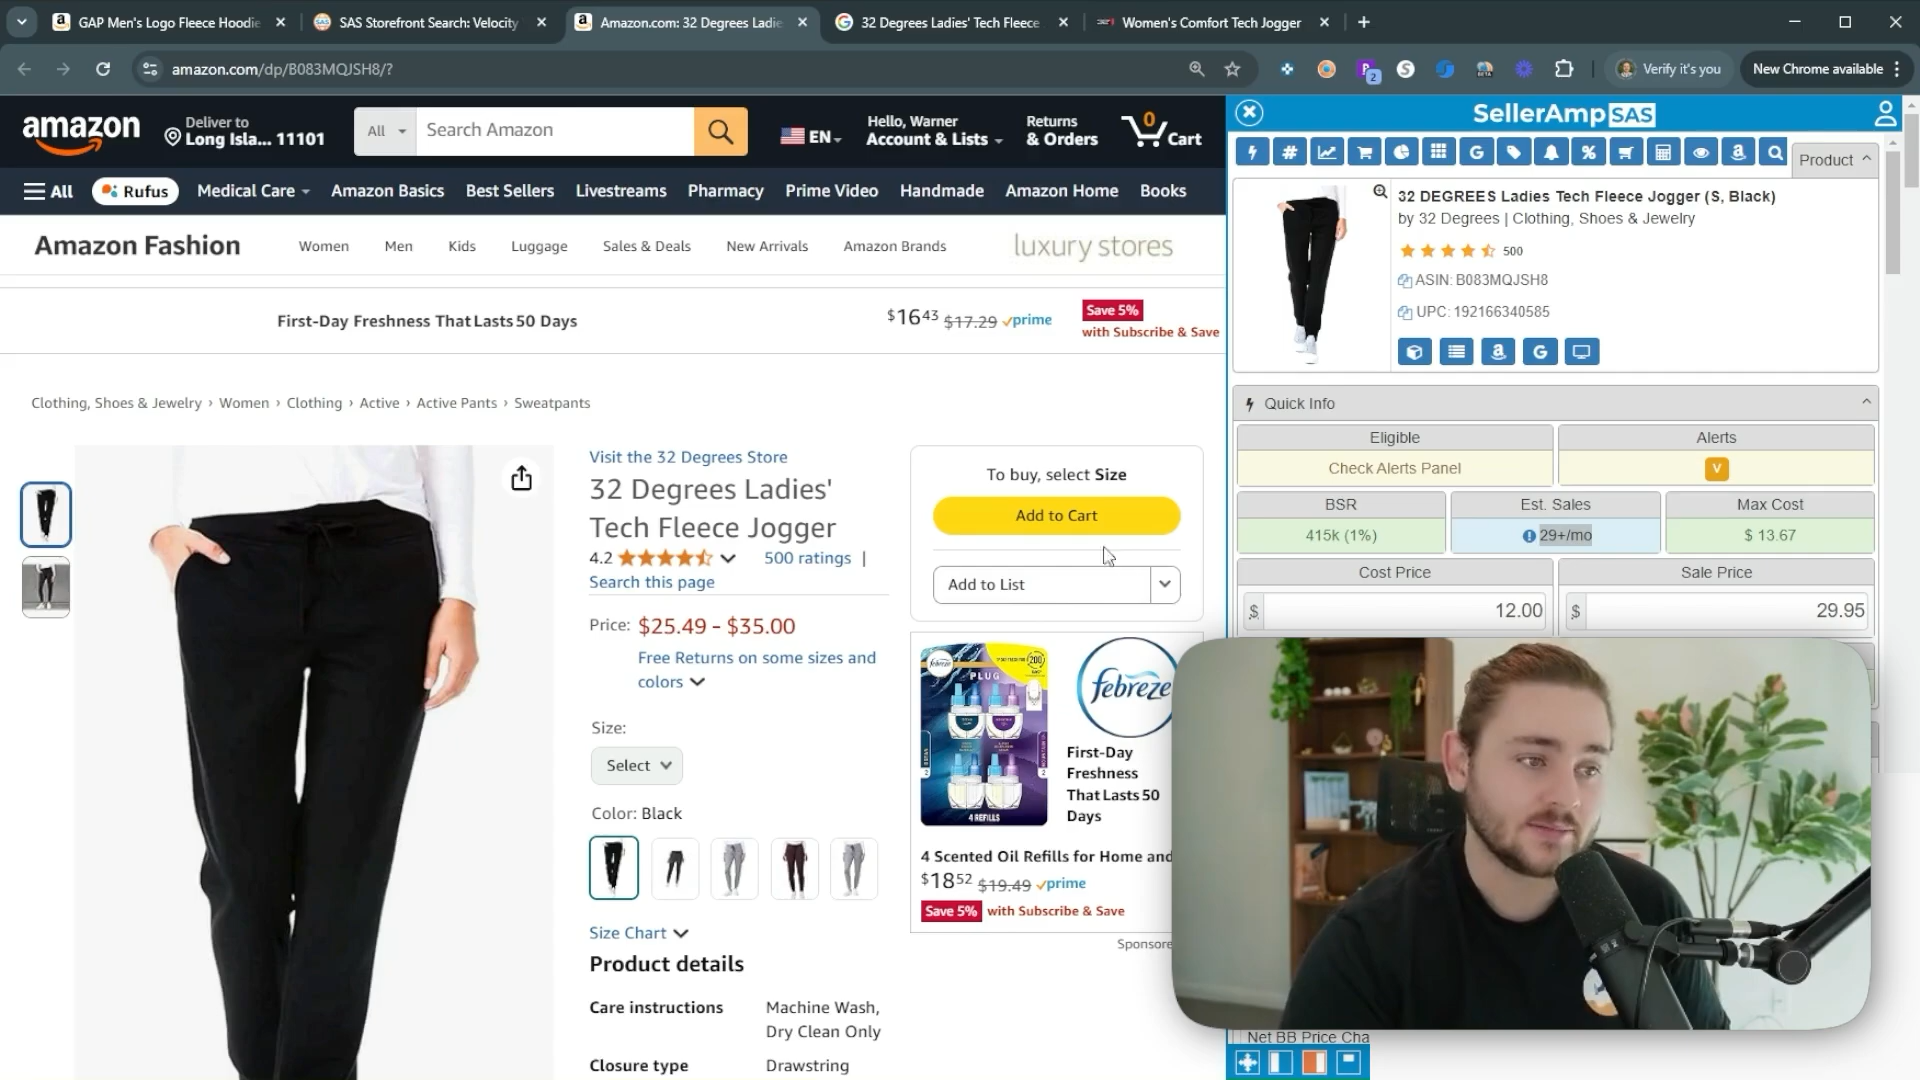 GAP Men's Logo Fleece Hoodie
SAS Storefront Search: Velocity
Amazon.com: 32 Degrees Ladie
32 Degrees Ladies' Tech Fleece
Women's Comfort Tech Jogger
amazon.com/dp/B083MQJSH8/?
2
S
Verify it's you
New Chrome available
amazon
Deliver to
Long Isla... 11101
All
Search Amazon
EN
Hello, Warner
Account & Lists
Returns
& Orders
0
Cart
All
Rufus
Medical Care
Amazon Basics
Best Sellers
Livestreams
Pharmacy
Prime Video
Handmade
Amazon Home
Books
Amazon Fashion
Women
Men
Kids
Luggage
Sales & Deals
New Arrivals
Amazon Brands
luxury stores
First-Day Freshness That Lasts 50 Days
$16 43 $17.29 prime
Save 5%
with Subscribe & Save
Clothing, Shoes & Jewelry › Women › Clothing › Active › Active Pants › Sweatpants
Visit the 32 Degrees Store
32 Degrees Ladies'
Tech Fleece Jogger
4.2
500 ratings |
Search this page
Price: $25.49 - $35.00
Free Returns on some sizes and
colors
Size:
Select
Color: Black
Size Chart
Product details
Care instructions
Machine Wash,
Dry Clean Only
Closure type
Drawstring
To buy, select Size
Add to Cart
Add to List
febreze
PLUG
200
4 REFILLS
febreze
First-Day
Freshness
That Lasts 50
Days
4 Scented Oil Refills for Home and
$18 52 $19.49 prime
Save 5% with Subscribe & Save
Sponsore
SellerAmp SAS
Product
32 DEGREES Ladies Tech Fleece Jogger (S, Black)
by 32 Degrees | Clothing, Shoes & Jewelry
500
ASIN: B083MQJSH8
UPC: 192166340585
Quick Info
Eligible
Alerts
Check Alerts Panel
V
BSR
Est. Sales
Max Cost
415k (1%)
29+/mo
$ 13.67
Cost Price
Sale Price
$ 12.00
$ 29.95
Net BB Price Cha